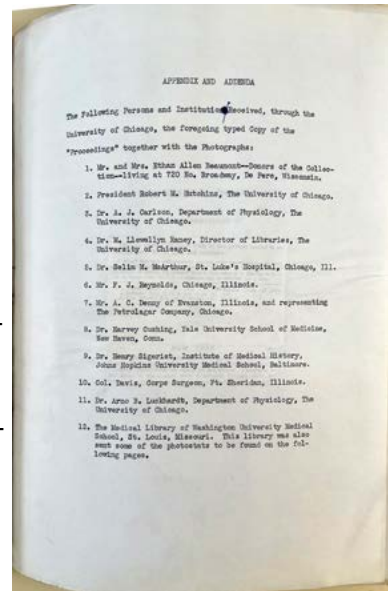 APPENDIX AND ADDENDA
The Following Persons and Institution Received, through the
University of Chicago, the foregoing typed Copy of the
"Proceedings" together with the Photographs:
1. Mr. and Mrs. Ethan Allen Beaumont--Donors of the Collec-
tion--living at 720 No. Broadway, De Pere, Wisconsin.
2. President Robert M. Hutchins, The University of Chicago.
3. Dr. A. J. Carlson, Department of Physiology, The
University of Chicago.
4. Dr. M. Llewellyn Raney, Director of Libraries, The
University of Chicago.
5. Dr. Selim W. McArthur, St. Luke's Hospital, Chicago, Ill.
6. Mr. F. J. Reynolds, Chicago, Illinois.
7. Mr. A. C. Denny of Evanston, Illinois, and representing
The Petrolagar Company, Chicago.
8. Dr. Harvey Cushing, Yale University School of Medicine,
New Haven, Conn.
9. Dr. Henry Sigerist, Institute of Medical History,
Johns Hopkins University Medical School, Baltimore.
10. Col. Davis, Corps Surgeon, Ft. Sheridan, Illinois.
11. Dr. Arno B. Luckhardt, Department of Physiology, The
University of Chicago.
12. The Medical Library of Washington University Medical
School, St. Louis, Missouri. This library was also
sent some of the photostats to be found on the fol-
lowing pages.